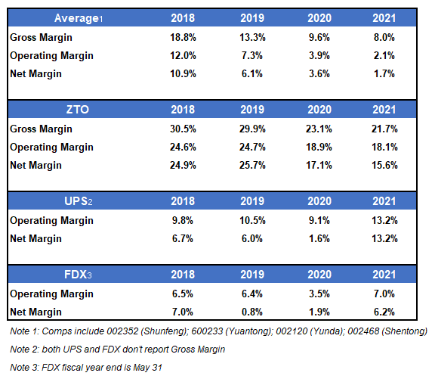 Average1 2018 2019 2020 2021
Gross Margin 18.8% 13.3% 9.6% 8.0%
Operating Margin 12.0% 7.3% 3.9% 2.1%
Net Margin 10.9% 6.1% 3.6% 1.7%
ZTO 2018 2019 2020 2021
Gross Margin 30.5% 29.9% 23.1% 21.7%
Operating Margin 24.6% 24.7% 18.9% 18.1%
Net Margin 24.9% 25.7% 17.1% 15.6%
UPS2 2018 2019 2020 2021
Operating Margin 9.8% 10.5% 9.1% 13.2%
Net Margin 6.7% 6.0% 1.6% 13.2%
FDX3 2018 2019 2020 2021
Operating Margin 6.5% 6.4% 3.5% 7.0%
Net Margin 7.0% 0.8% 1.9% 6.2%
Note 1: Comps include 002352 (Shunfeng); 600233 (Yuantong); 002120 (Yunda); 002468 (Shentong)
Note 2: both UPS and FDX don't report Gross Margin
Note 3: FDX fiscal year end is May 31